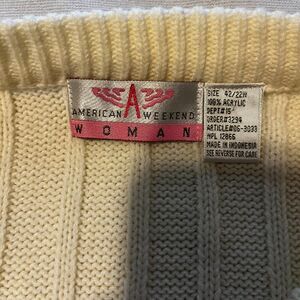 AMERICAN A WEEKEND
WOMAN
SIZE 42/22W
100% ACRYLIC
DEPT#15
ORDER#3294
ARTICLE#06-3033
MPL 12866
MADE IN INDONESIA
SEE REVERSE FOR CARE